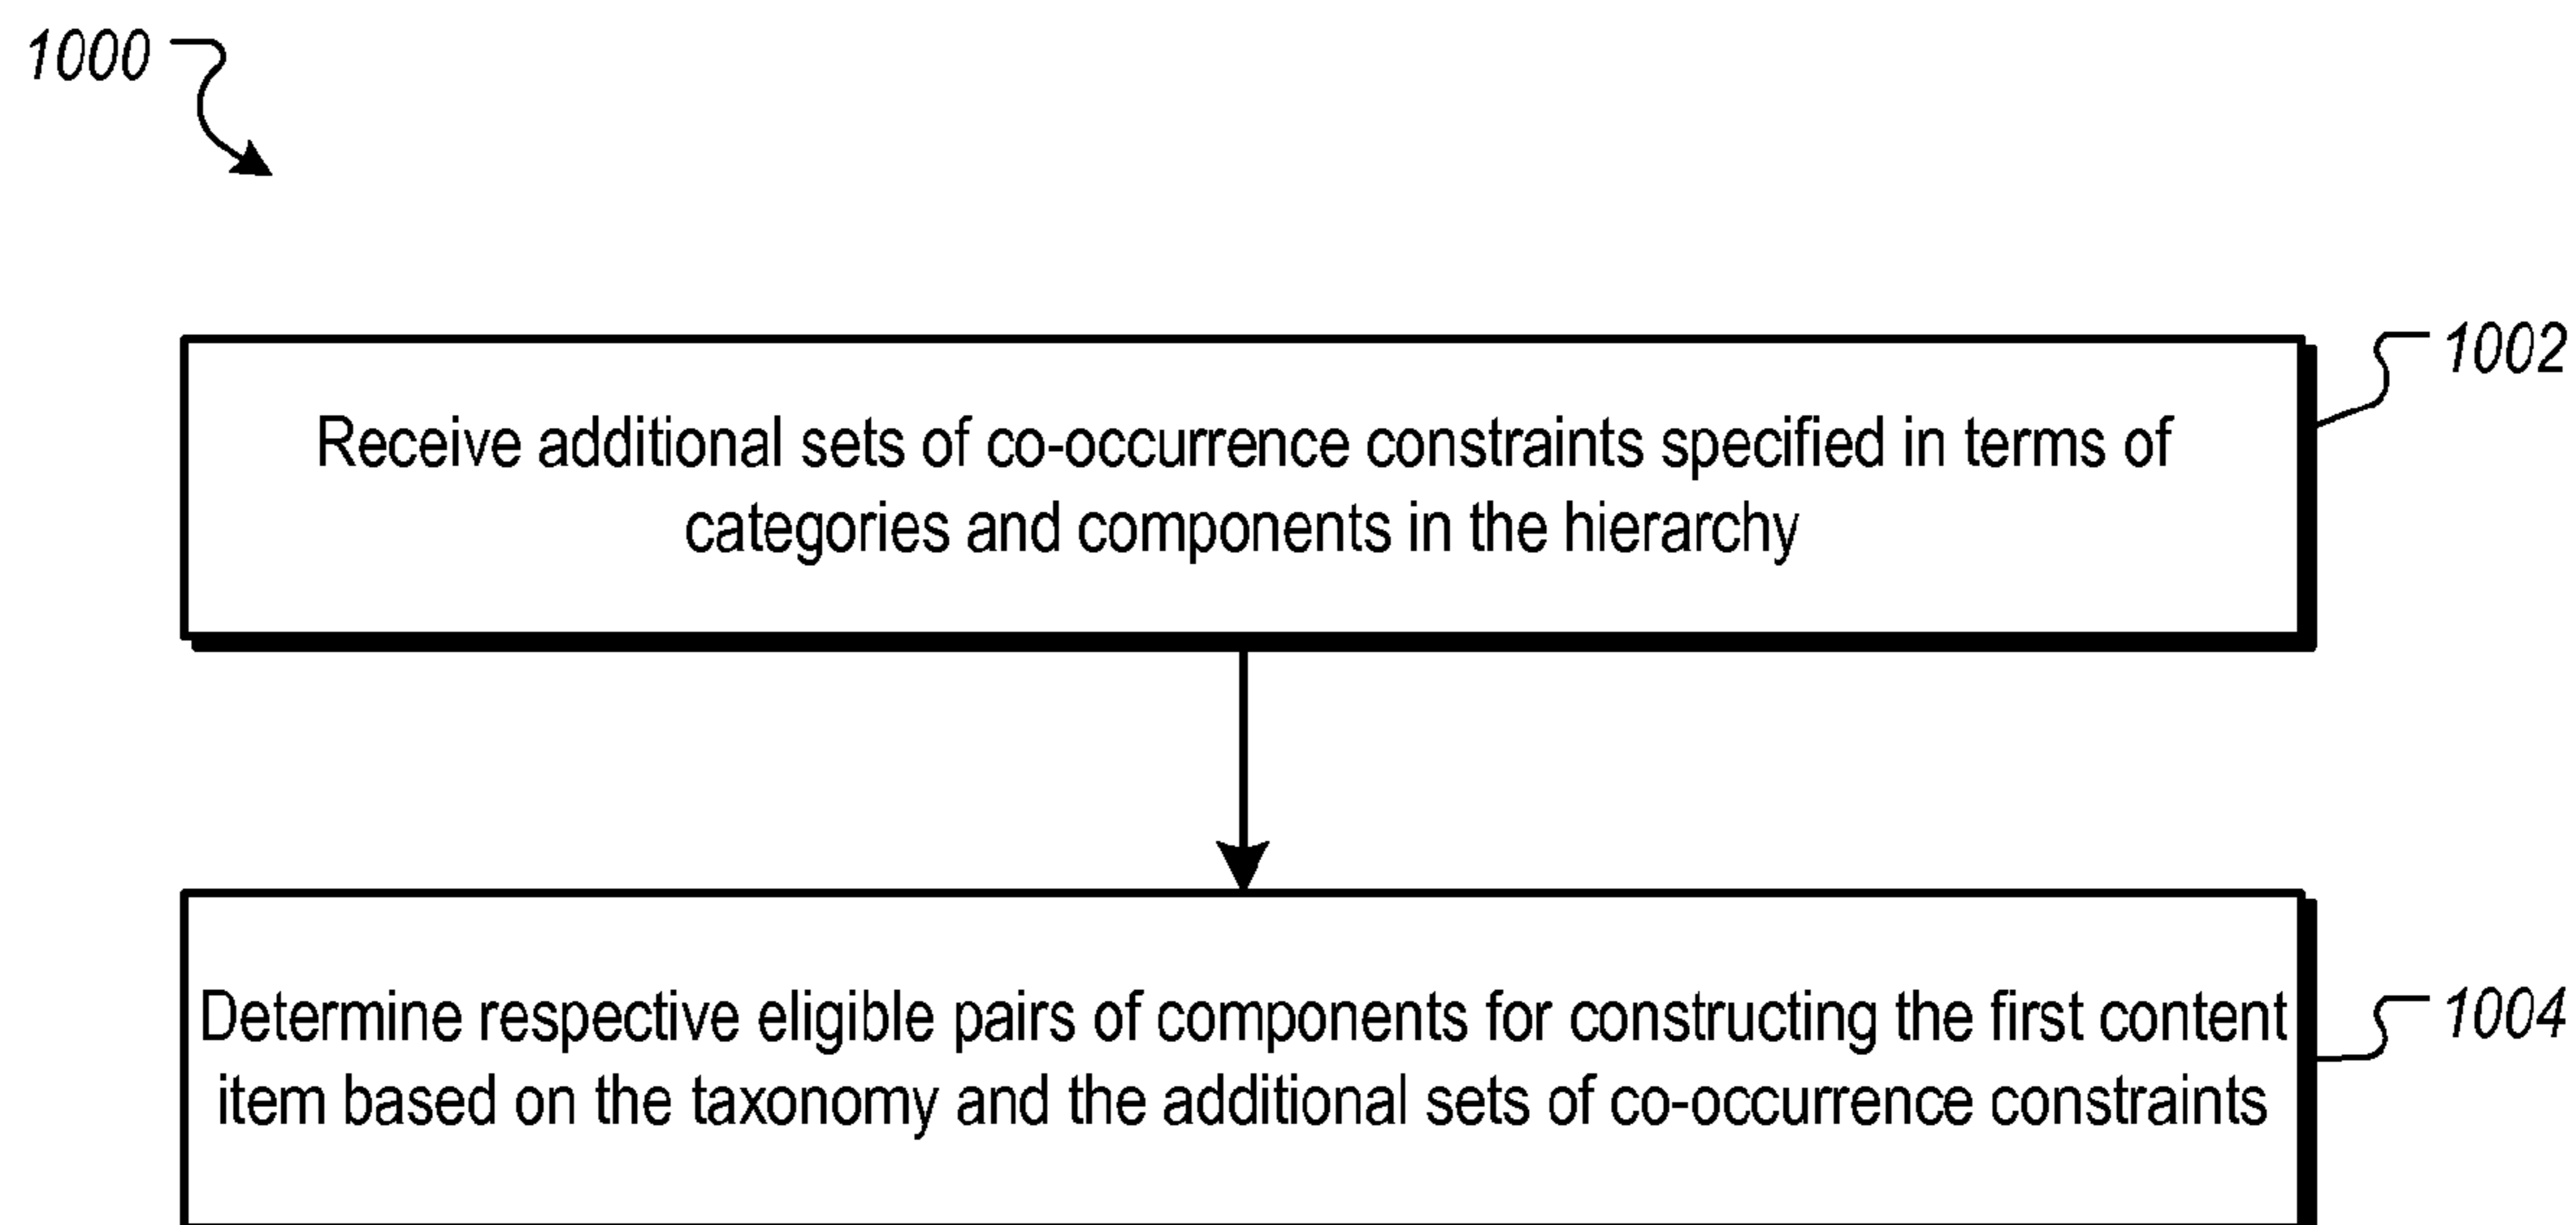 1000
1002
Receive additional sets of co-occurrence constraints specified in terms of
categories and components in the hierarchy
1004
Determine respective eligible pairs of components for constructing the first content
item based on the taxonomy and the additional sets of co-occurrence constraints